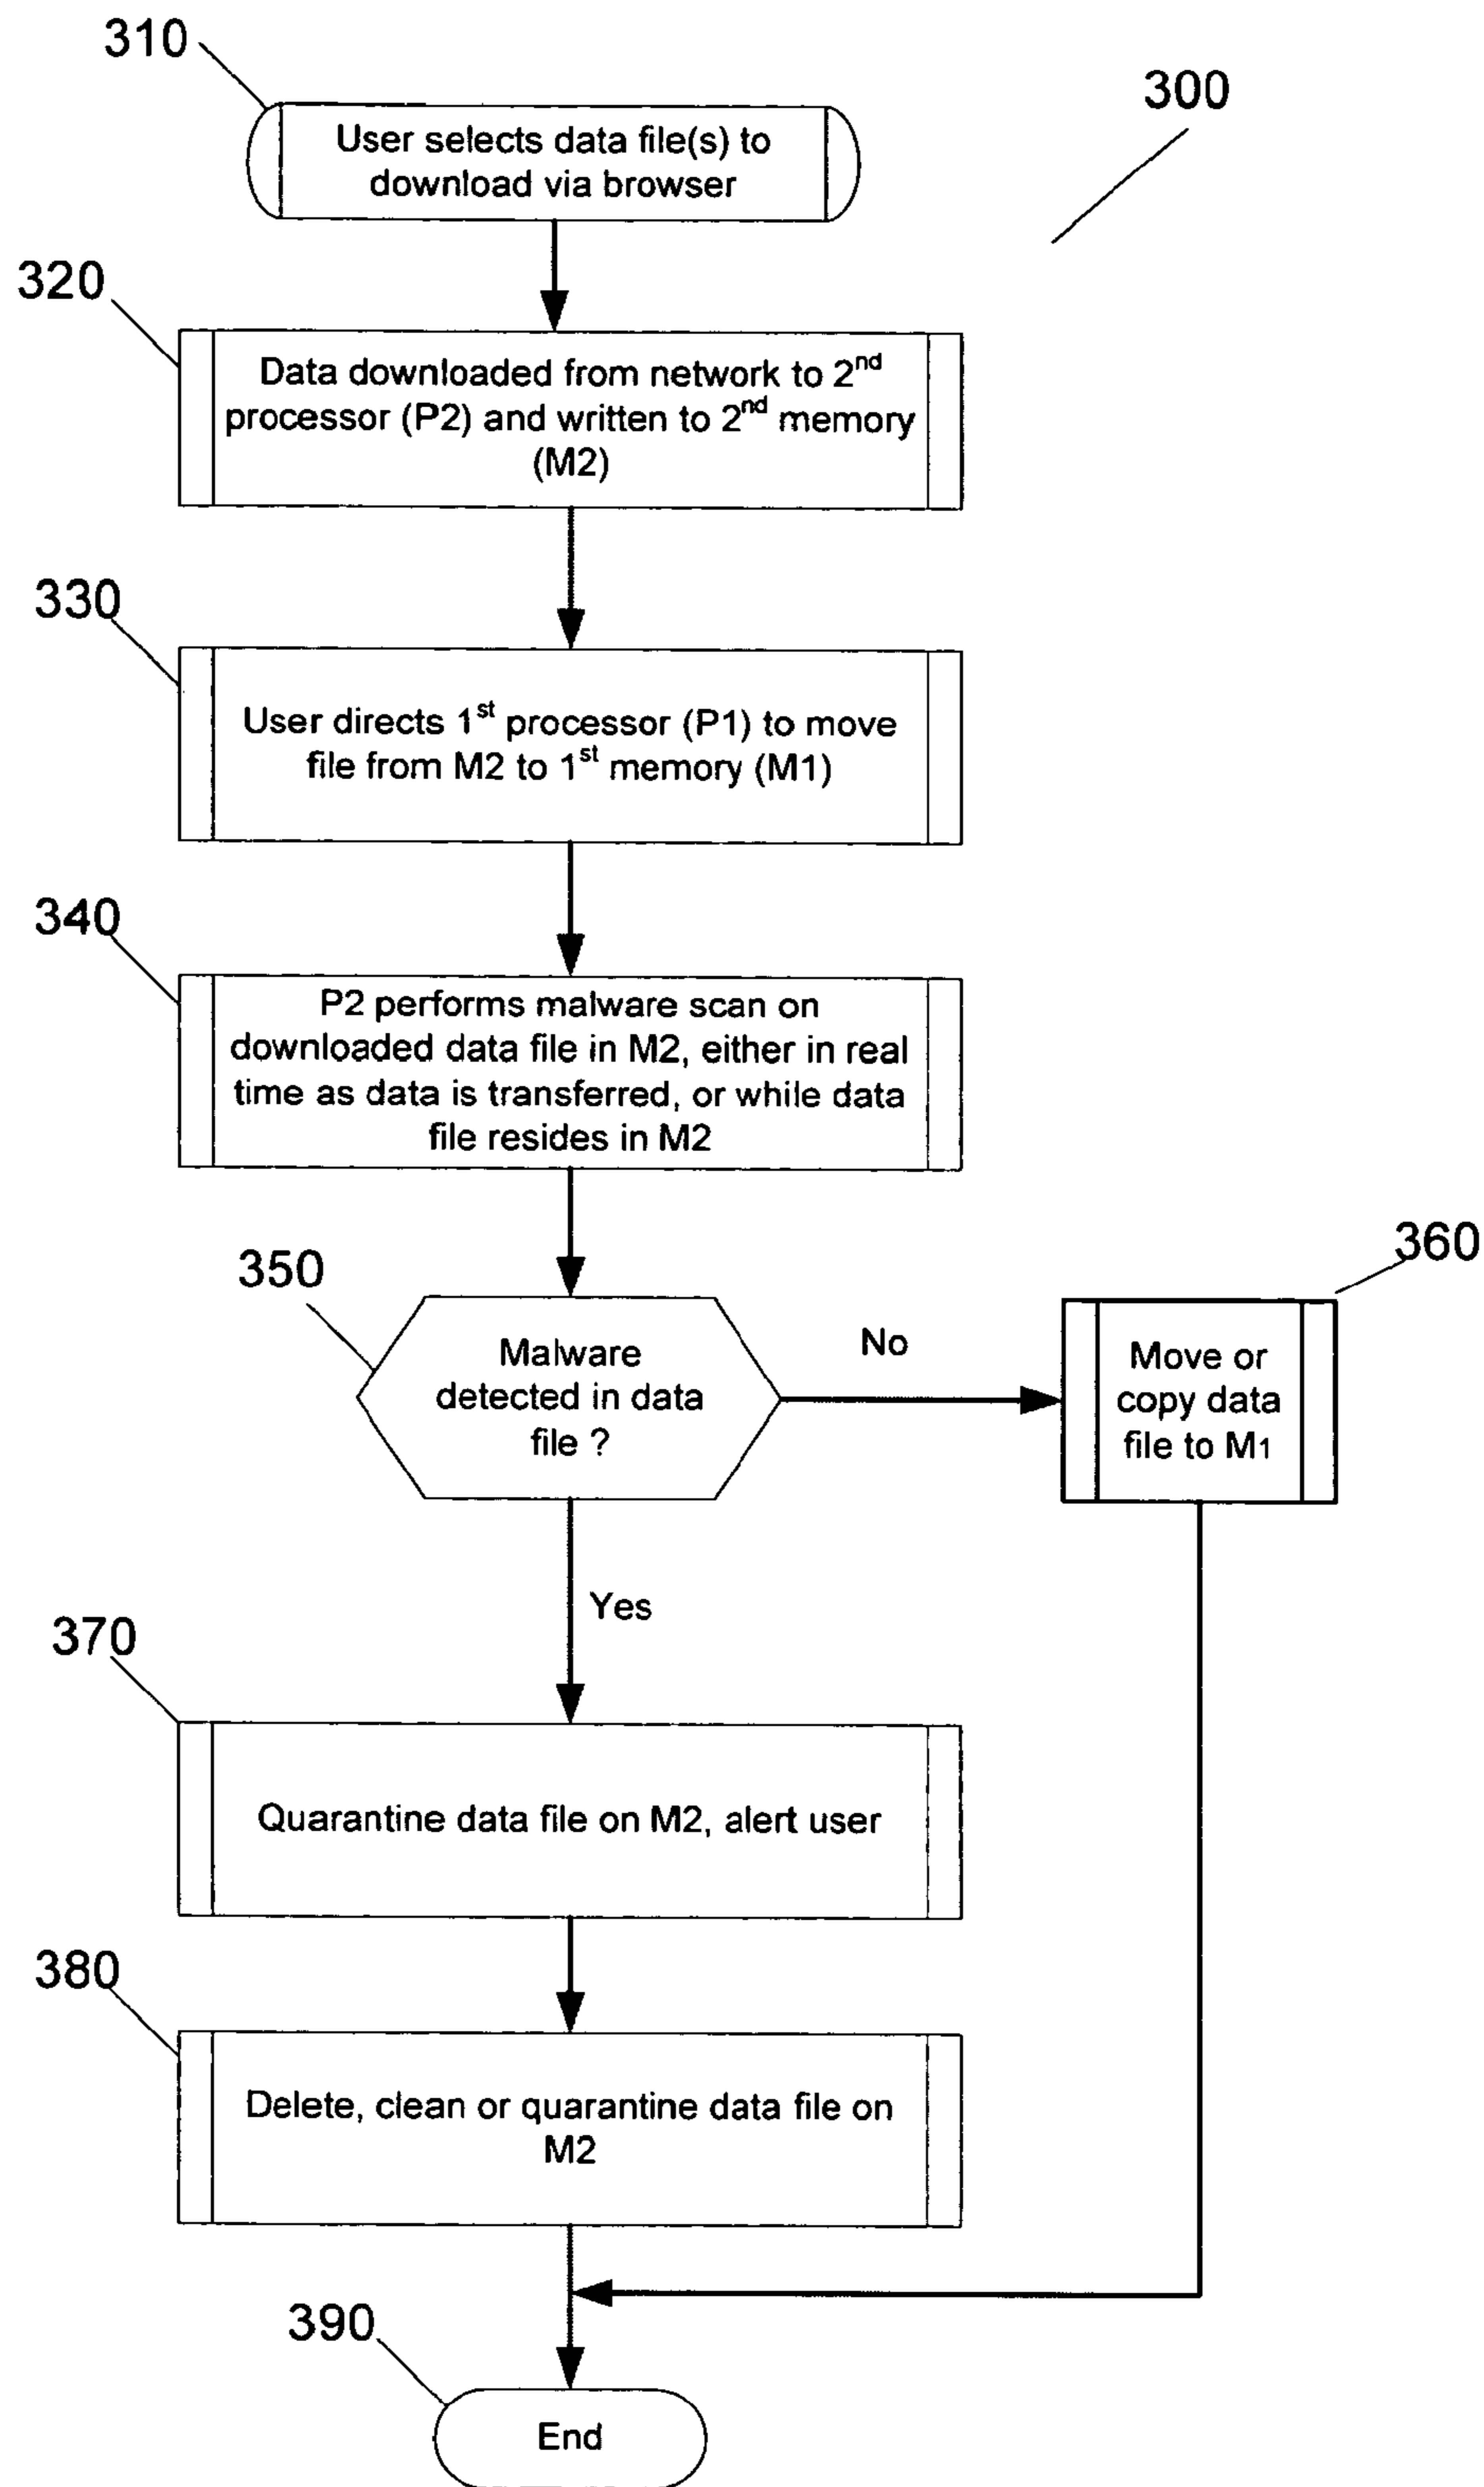 310
300
User selects data file(s) to
download via browser
320
Data downloaded from network to 2nd
processor (P2) and written to 2nd memory
(M2)
330
User directs 1st processor (P1) to move
file from M2 to 1st memory (M1)
340
P2 performs malware scan on
downloaded data file in M2, either in real
time as data is transferred, or while data
file resides in M2
350
Malware
detected in data
file ?
No
360
Move or
copy data
file to M1
Yes
370
Quarantine data file on M2, alert user
380
Delete, clean or quarantine data file on
M2
390
End